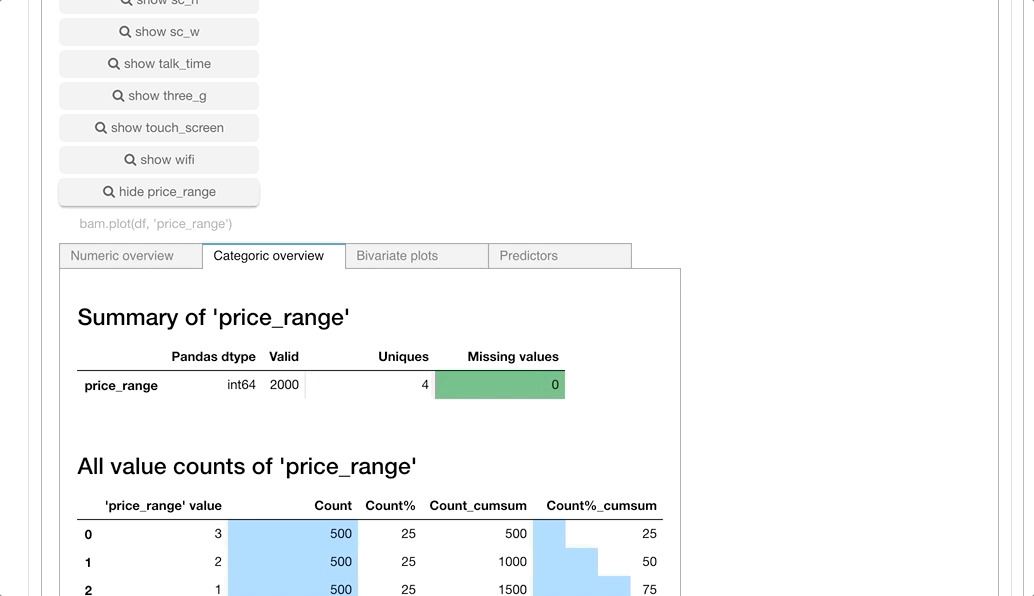 show sc_h
show sc_w
show talk_time
show three_g
show touch_screen
show wifi
hide price_range
bam.plot(df, 'price_range')
Numeric overview Categoric overview Bivariate plots Predictors
Summary of 'price_range'
Pandas dtype Valid Uniques Missing values
price_range int64 2000 4 0
All value counts of 'price_range'
'price_range' value Count Count% Count_cumsum Count%_cumsum
0 3 500 25 500 25
1 2 500 25 1000 50
2 1 500 25 1500 75